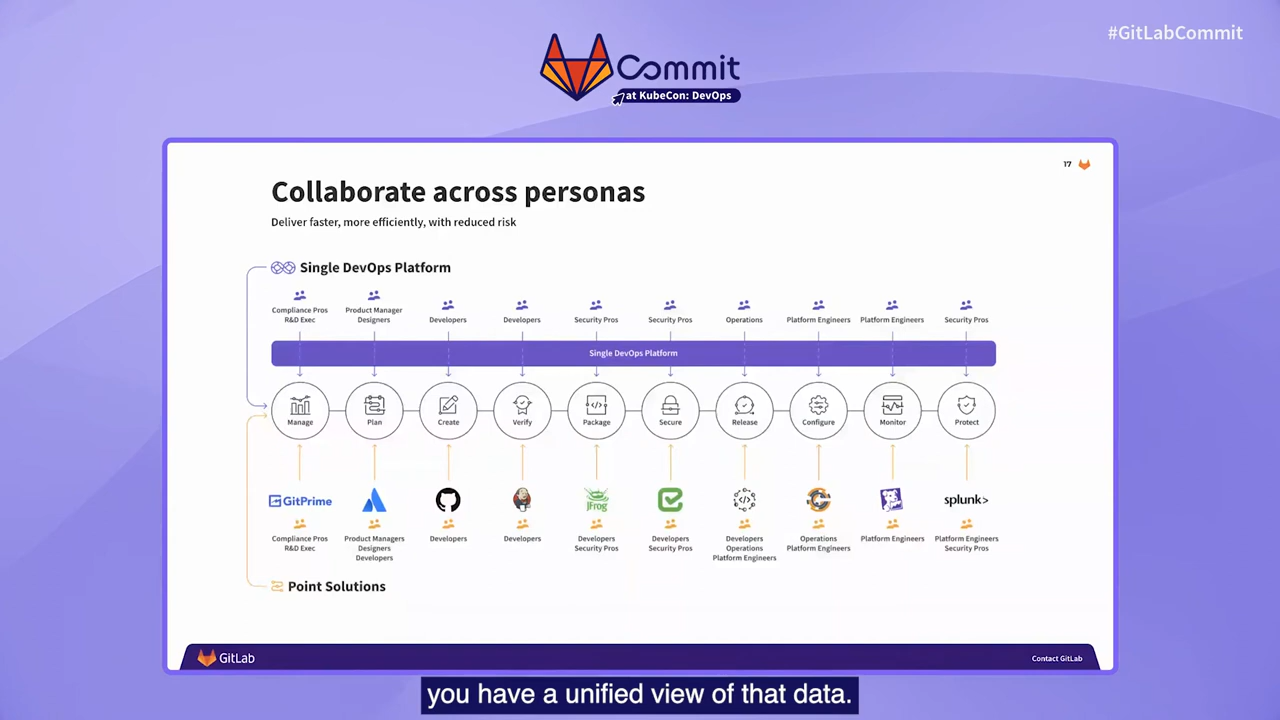 #GitLabCommit
Commit
at KubeCon: DevOps
17
Collaborate across personas
Deliver faster, more efficiently, with reduced risk
Single DevOps Platform
Compliance Pros
R&D Exec
Product Manager
Designers
Developers
Developers
Security Pros
Security Pros
Operations
Platform Engineers
Platform Engineers
Security Pros
Single DevOps Platform
Manage
Plan
Create
Verify
Package
Secure
Release
Configure
Monitor
Protect
GitPrime
JFrog
splunk>
Compliance Pros
R&D Exec
Product Managers
Designers
Developers
Developers
Developers
Developers
Security Pros
Developers
Security Pros
Developers
Operations
Platform Engineers
Operations
Platform Engineers
Platform Engineers
Platform Engineers
Security Pros
Point Solutions
GitLab
Contact GitLab
you have a unified view of that data.